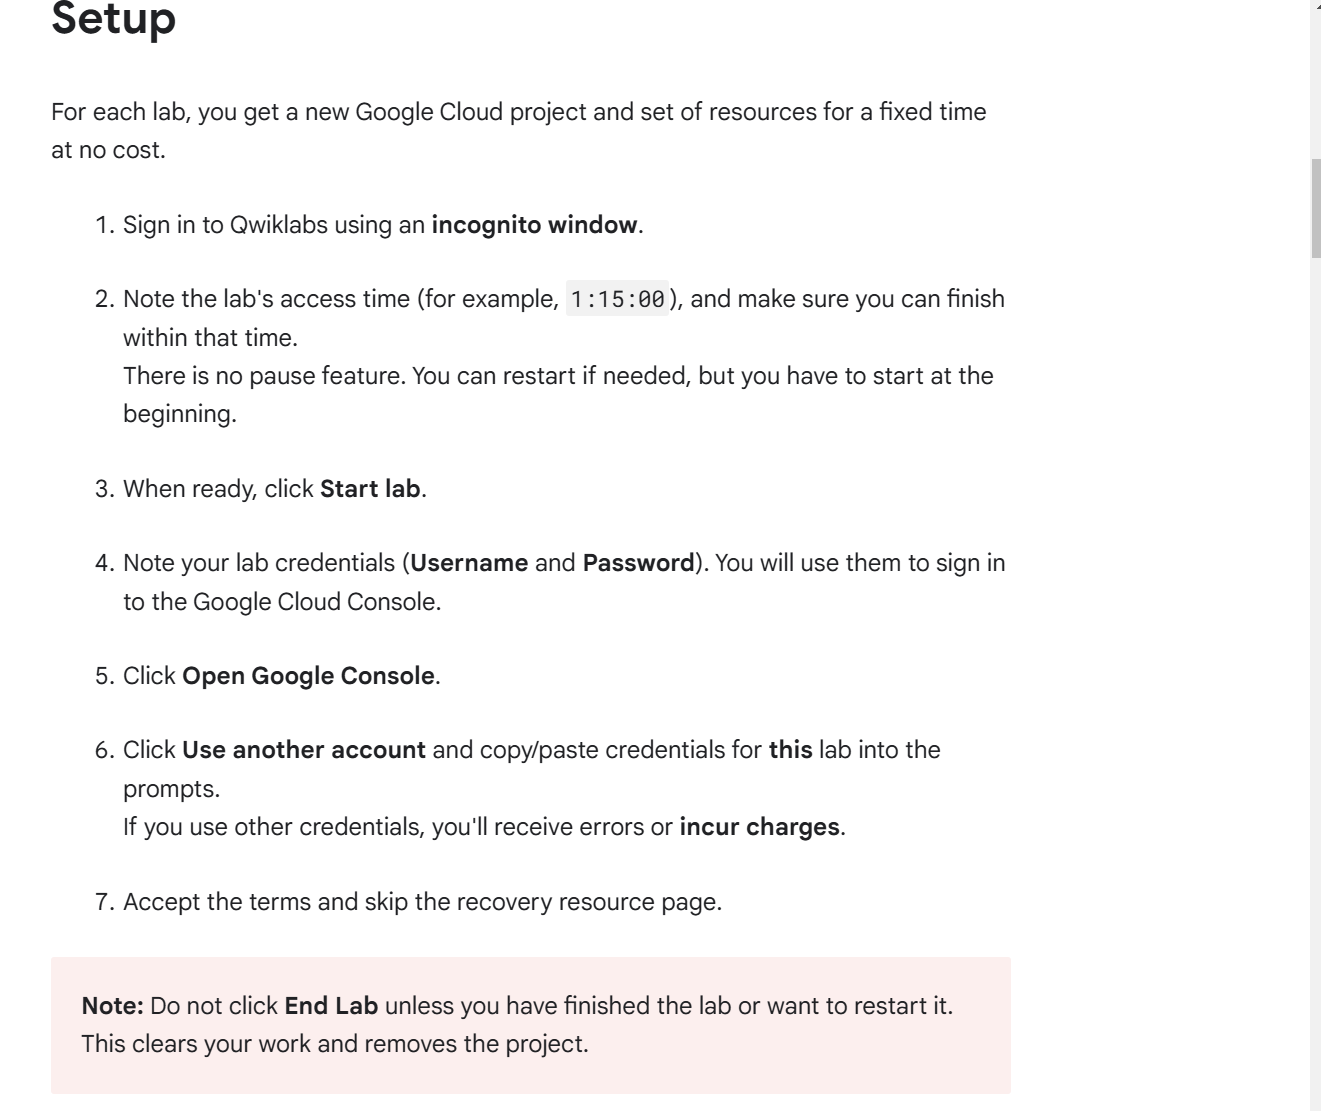 Setup
For each lab, you get a new Google Cloud project and set of resources for a fixed time
at no cost.
1. Sign in to Qwiklabs using an incognito window.
2. Note the lab's access time (for example, 1:15:00), and make sure you can finish
within that time.
There is no pause feature. You can restart if needed, but you have to start at the
beginning.
3. When ready, click Start lab.
4. Note your lab credentials (Username and Password). You will use them to sign in
to the Google Cloud Console.
5. Click Open Google Console.
6. Click Use another account and copy/paste credentials for this lab into the
prompts.
If you use other credentials, you'll receive errors or incur charges.
7. Accept the terms and skip the recovery resource page.
Note: Do not click End Lab unless you have finished the lab or want to restart it.
This clears your work and removes the project.